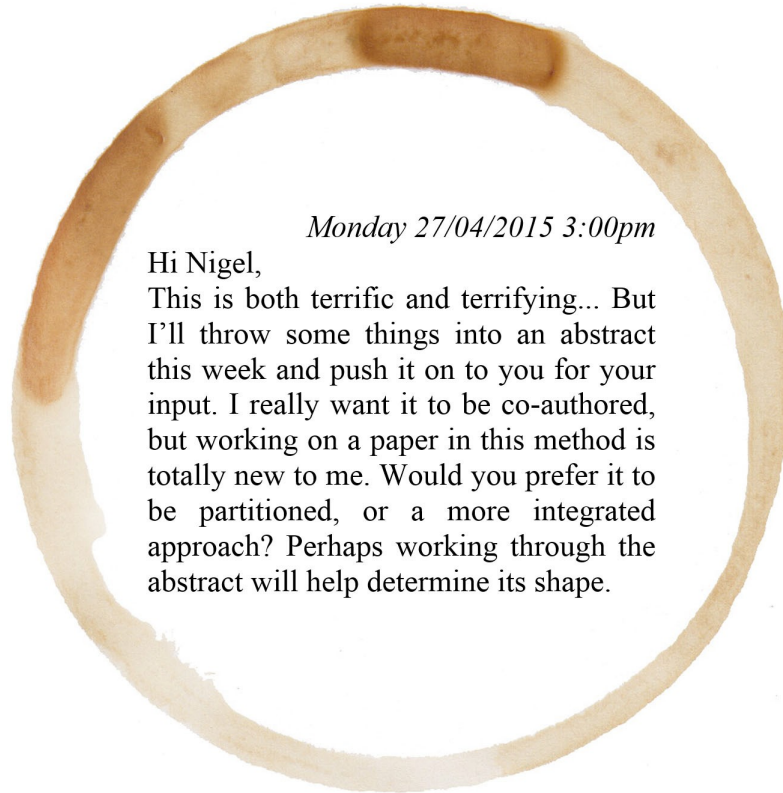 Monday 27/04/2015 3:00pm
Hi Nigel,
This is both terrific and terrifying... But
I’ll throw some things into an abstract
this week and push it on to you for your
input. I really want it to be co-authored,
but working on a paper in this method is
totally new to me. Would you prefer it to
be partitioned, or a more integrated
approach? Perhaps working through the
abstract will help determine its shape.